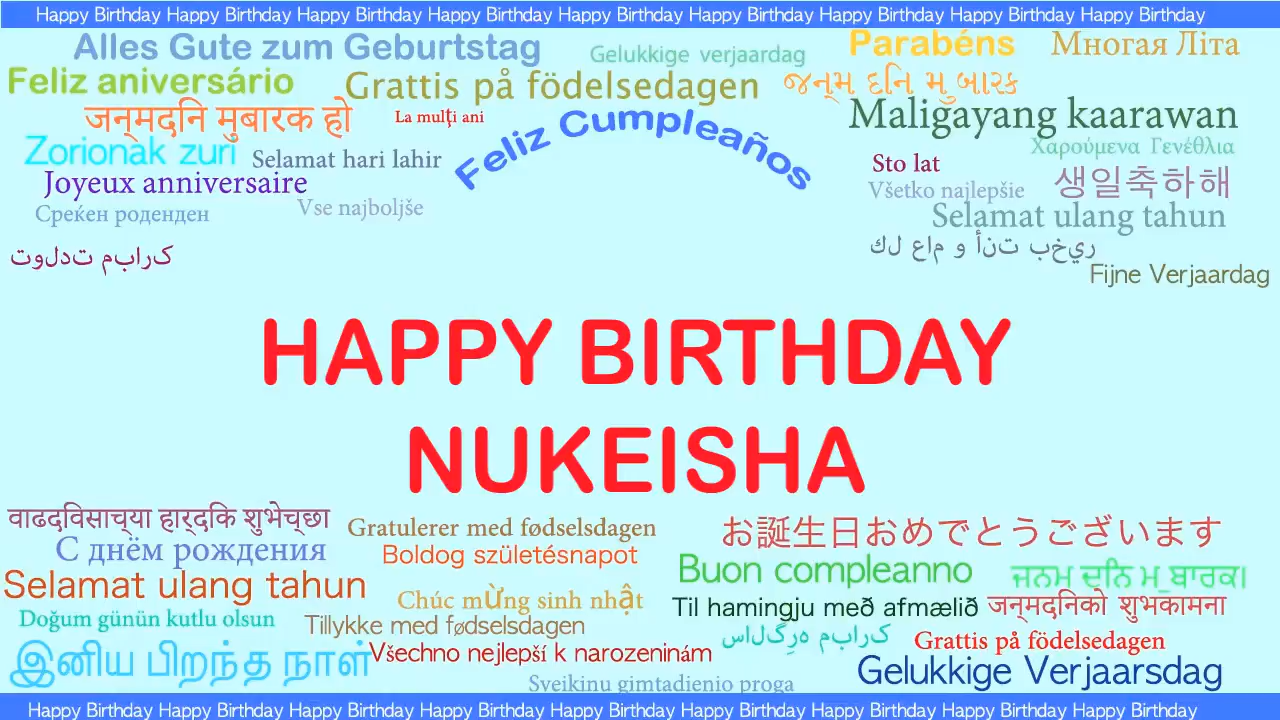 Happy Birthday Happy Birthday Happy Birthday Happy Birthday Happy Birthday Happy Birthday Happy Birthday Happy Birthday Happy Birthday
Alles Gute zum Geburtstag
Gelukkige verjaardag
Parabéns
Многая Літа
Feliz aniversário
Grattis på födelsedagen
જન્મ દનિ મુબારક
जन्मदनि मुबारक हो
La mulţi ani
Feliz Cumpleaños
Maligayang kaarawan
Zorionak zuri
Selamat hari lahir
Χαρούμενα Γενέθλια
Sto lat
Joyeux anniversaire
Všetko najlepšie
생일축하해
Среќен роденден
Vse najboljše
Selamat ulang tahun
تولدت مبارک
كل عام و أنت بخير
Fijne Verjaardag
HAPPY BIRTHDAY
NUKEISHA
वाढदविसाच्या हार्दकि शुभेच्छा
Gratulerer med fødselsdagen
お誕生日おめでとうございます
С днём рождения
Boldog születésnapot
Buon compleanno
ਜਨਮ ਦਨਿ ਮੁਬਾਰਕ।
Selamat ulang tahun
Chúc mừng sinh nhật
Til hamingju með afmælið
जन्मदनिको शुभकामना
Doğum günün kutlu olsun
Tillykke med fødselsdagen
سالگرہ مبارک
Grattis på födelsedagen
இனிய பிறந்த நாள்
Všechno nejlepší k narozeninám
Gelukkige Verjaarsdag
Sveikinu gimtadienio proga
Happy Birthday Happy Birthday Happy Birthday Happy Birthday Happy Birthday Happy Birthday Happy Birthday Happy Birthday Happy Birthday